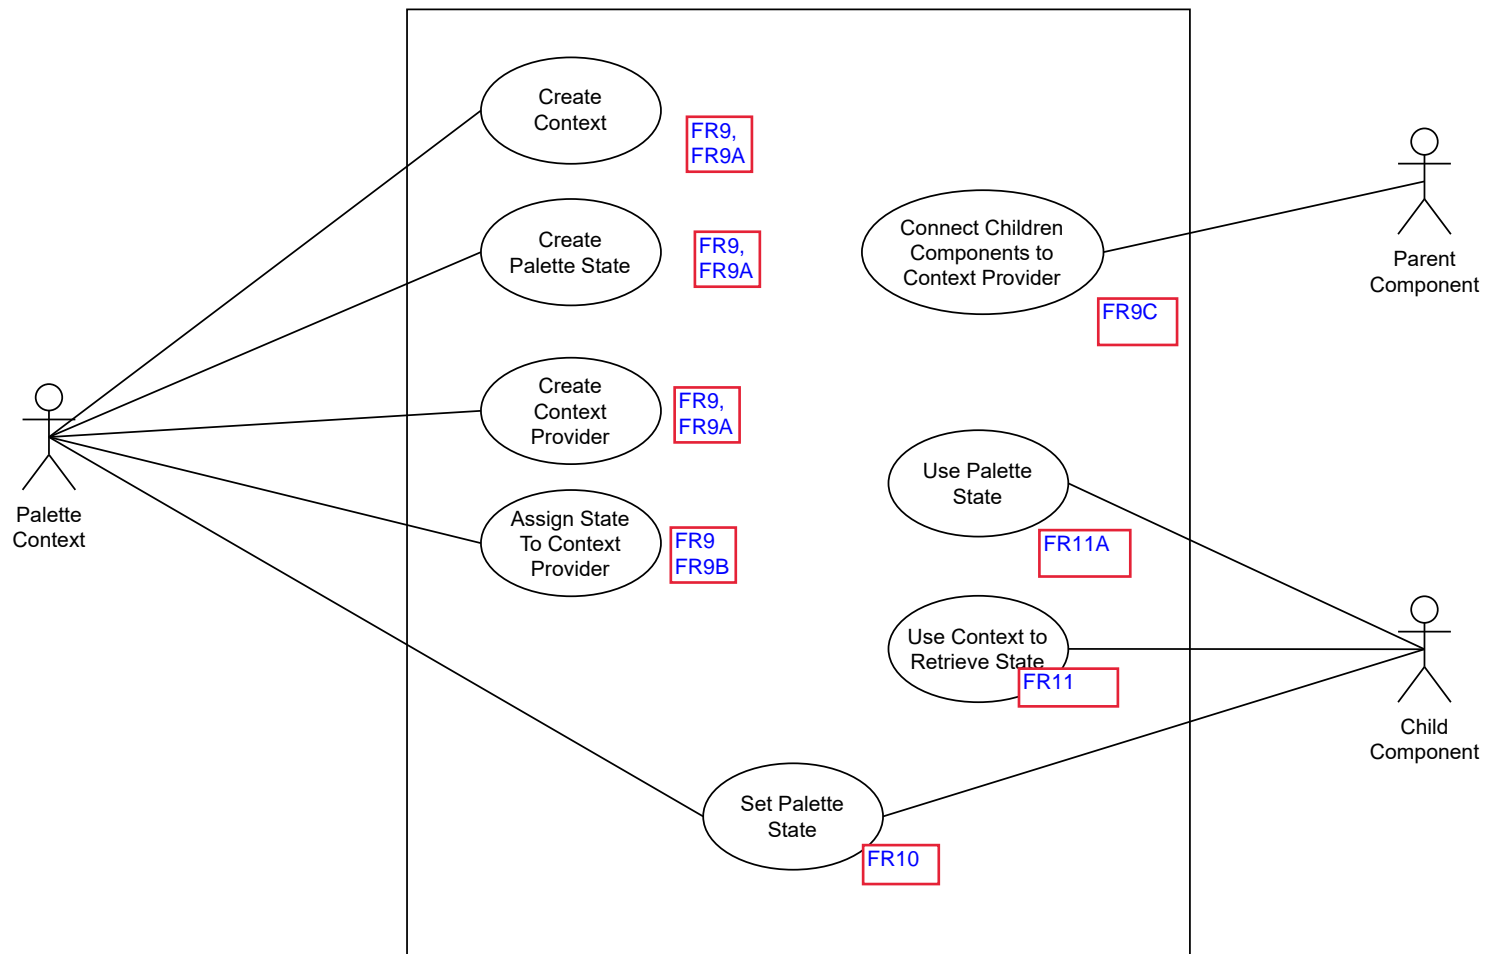 Create
Context
FR9,
FR9A
Create
Palette State
FR9,
FR9A
Connect Children
Components to
Context Provider
FR9C
Parent
Component
Create
Context
Provider
FR9,
FR9A
Palette
Context
Use Palette
State
FR11A
Assign State
To Context
Provider
FR9
FR9B
Use Context to
Retrieve State
FR11
Child
Component
Set Palette
State
FR10